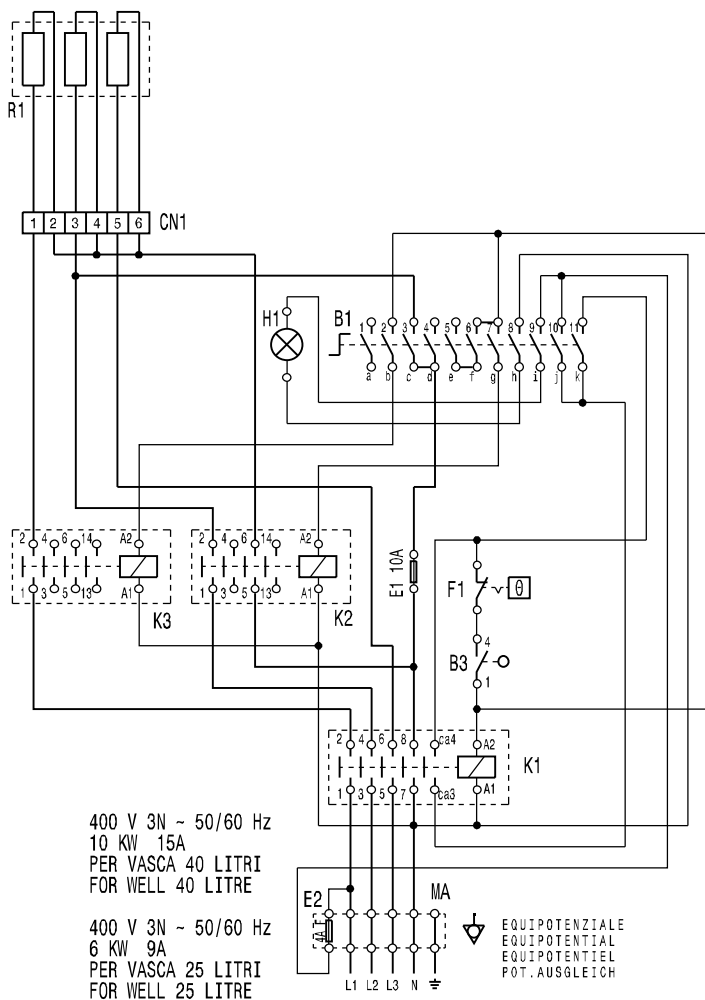 R1
1 2 3 4 5 6 CN1
H1 B1
1 2 3 4 5 6 7 8 9 10 11
a b c d e f g h i j k
2 4 6 14 A2
2 4 6 14 A2
E1 10A
1 3 5 13 A1
1 3 5 13 A1
K3
K2
F1 θ
4
B3
1
2 4 6 8 ca4 A2
K1
1 3 5 7 ca3 A1
400 V 3N ~ 50/60 Hz
10 KW 15A
PER VASCA 40 LITRI
FOR WELL 40 LITRE
400 V 3N ~ 50/60 Hz
6 KW 9A
PER VASCA 25 LITRI
FOR WELL 25 LITRE
E2 MA
4A F
L1 L2 L3 N
EQUIPOTENZIALE
EQUIPOTENTIAL
EQUIPOTENTIEL
POT.AUSGLEICH